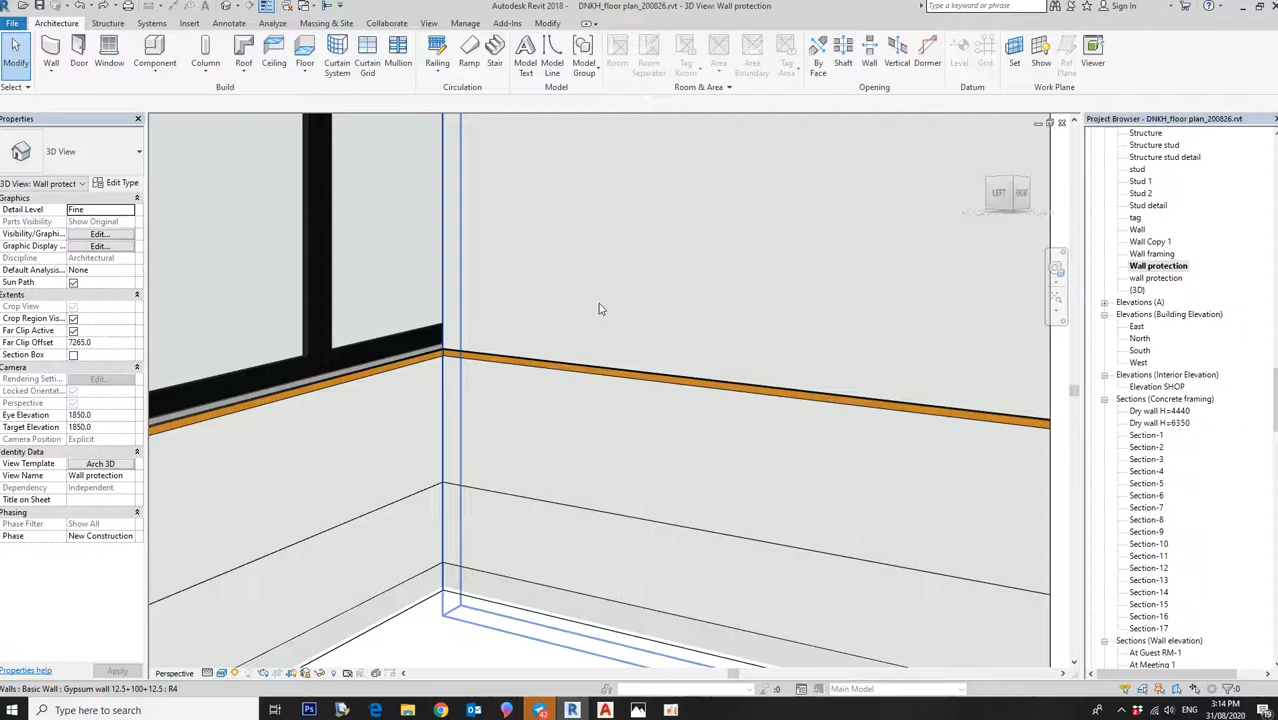 Autodesk Revit 2018 - DNKH_floor plan_200826.rvt - 3D View: Wall protection
Type a keyword or phrase
Sign In
File Architecture Structure Systems Insert Annotate Analyze Massing & Site Collaborate View Manage Add-Ins Modify
Modify
Wall
Door
Window
Component
Column
Roof
Ceiling
Floor
Curtain System
Curtain Grid
Mullion
Railing
Ramp
Stair
Model Text
Model Line
Model Group
Room
Room Separator
Tag Room
Area
Area Boundary
Tag Area
By Face
Shaft
Wall
Vertical
Dormer
Level
Grid
Set
Show
Ref Plane
Viewer
Select
Build
Circulation
Model
Room & Area
Opening
Datum
Work Plane
Properties
3D View
3D View: Wall protect
Edit Type
Graphics
Detail Level Fine
Parts Visibility Show Original
Visibility/Graphi... Edit...
Graphic Display ... Edit...
Discipline Architectural
Default Analysis... None
Sun Path
Extents
Crop View
Crop Region Vis...
Far Clip Active
Far Clip Offset 7265.0
Section Box
Camera
Rendering Setti... Edit...
Locked Orientat...
Perspective
Eye Elevation 1850.0
Target Elevation 1850.0
Camera Position Explicit
Identity Data
View Template Arch 3D
View Name Wall protection
Dependency Independent
Title on Sheet
Phasing
Phase Filter Show All
Phase New Construction
Properties help
Apply
LEFT
FRONT
Project Browser - DNKH_floor plan_200826.rvt
Structure
Structure stud
Structure stud detail
stud
Stud 1
Stud 2
Stud detail
tag
Wall
Wall Copy 1
Wall framing
Wall protection
wall protection
{3D}
Elevations (A)
Elevations (Building Elevation)
East
North
South
West
Elevations (Interior Elevation)
Elevation SHOP
Sections (Concrete framing)
Dry wall H=4440
Dry wall H=6350
Section-1
Section-2
Section-3
Section-4
Section-5
Section-6
Section-7
Section-8
Section-9
Section-10
Section-11
Section-12
Section-13
Section-14
Section-15
Section-16
Section-17
Sections (Wall elevation)
At Guest RM-1
At Meeting 1
Perspective
Walls : Basic Wall : Gypsum wall 12.5+100+12.5 : R4
:0
Main Model
:0
Type here to search
42
ENG
3:14 PM
31/08/2020
19